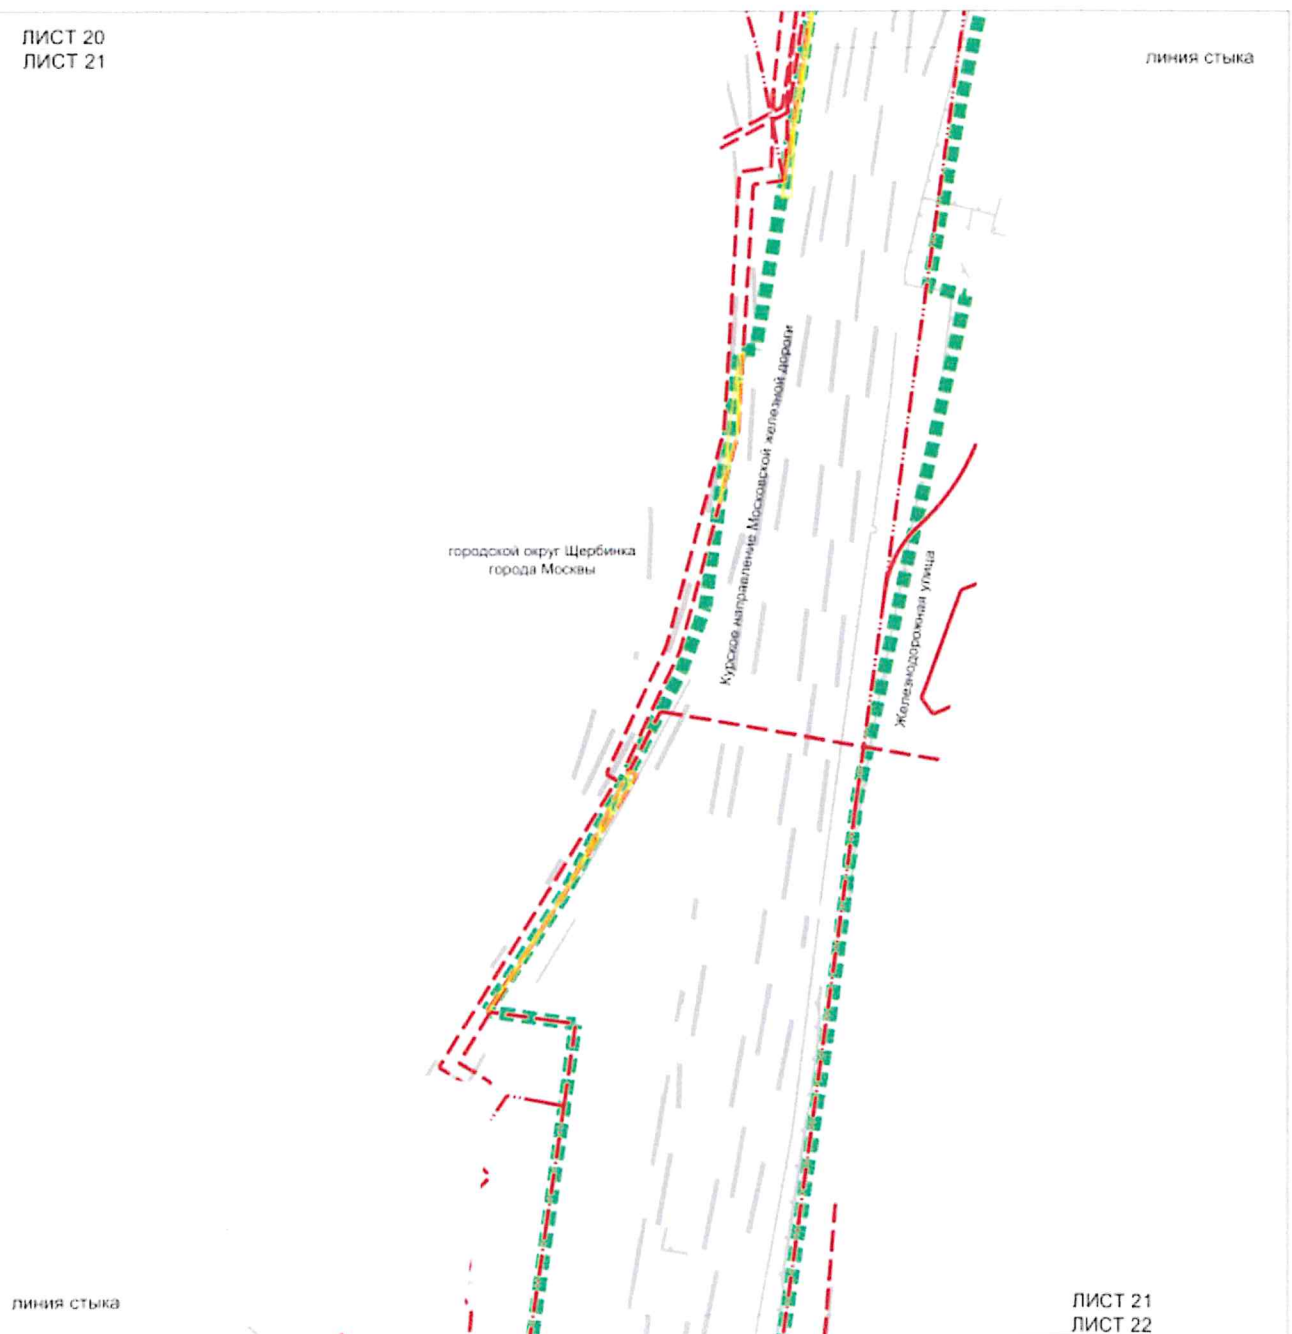 ЛИСТ 20
ЛИСТ 21
линия стыка
Курское направление Московской железной дороги
городской округ Щербинка
города Москвы
Железнодорожная улица
линия стыка
ЛИСТ 21
ЛИСТ 22